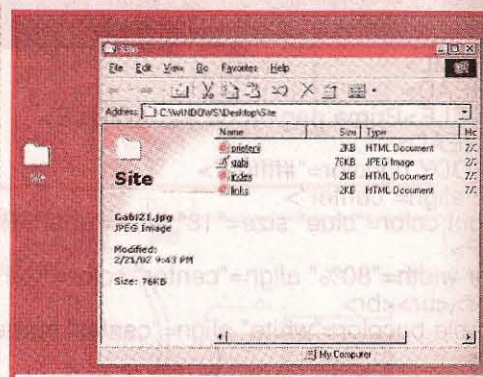 Site
File Edit View Go Favorites Help
Address C:\WINDOWS\Desktop\Site
Name Size Type
prieteni 2KB HTML Document
gabi 76KB JPEG Image
index 2KB HTML Document
links 2KB HTML Document
Site
Gabi21.jpg
JPEG Image
Modified:
2/21/02 9:43 PM
Size: 76KB
My Computer
Site